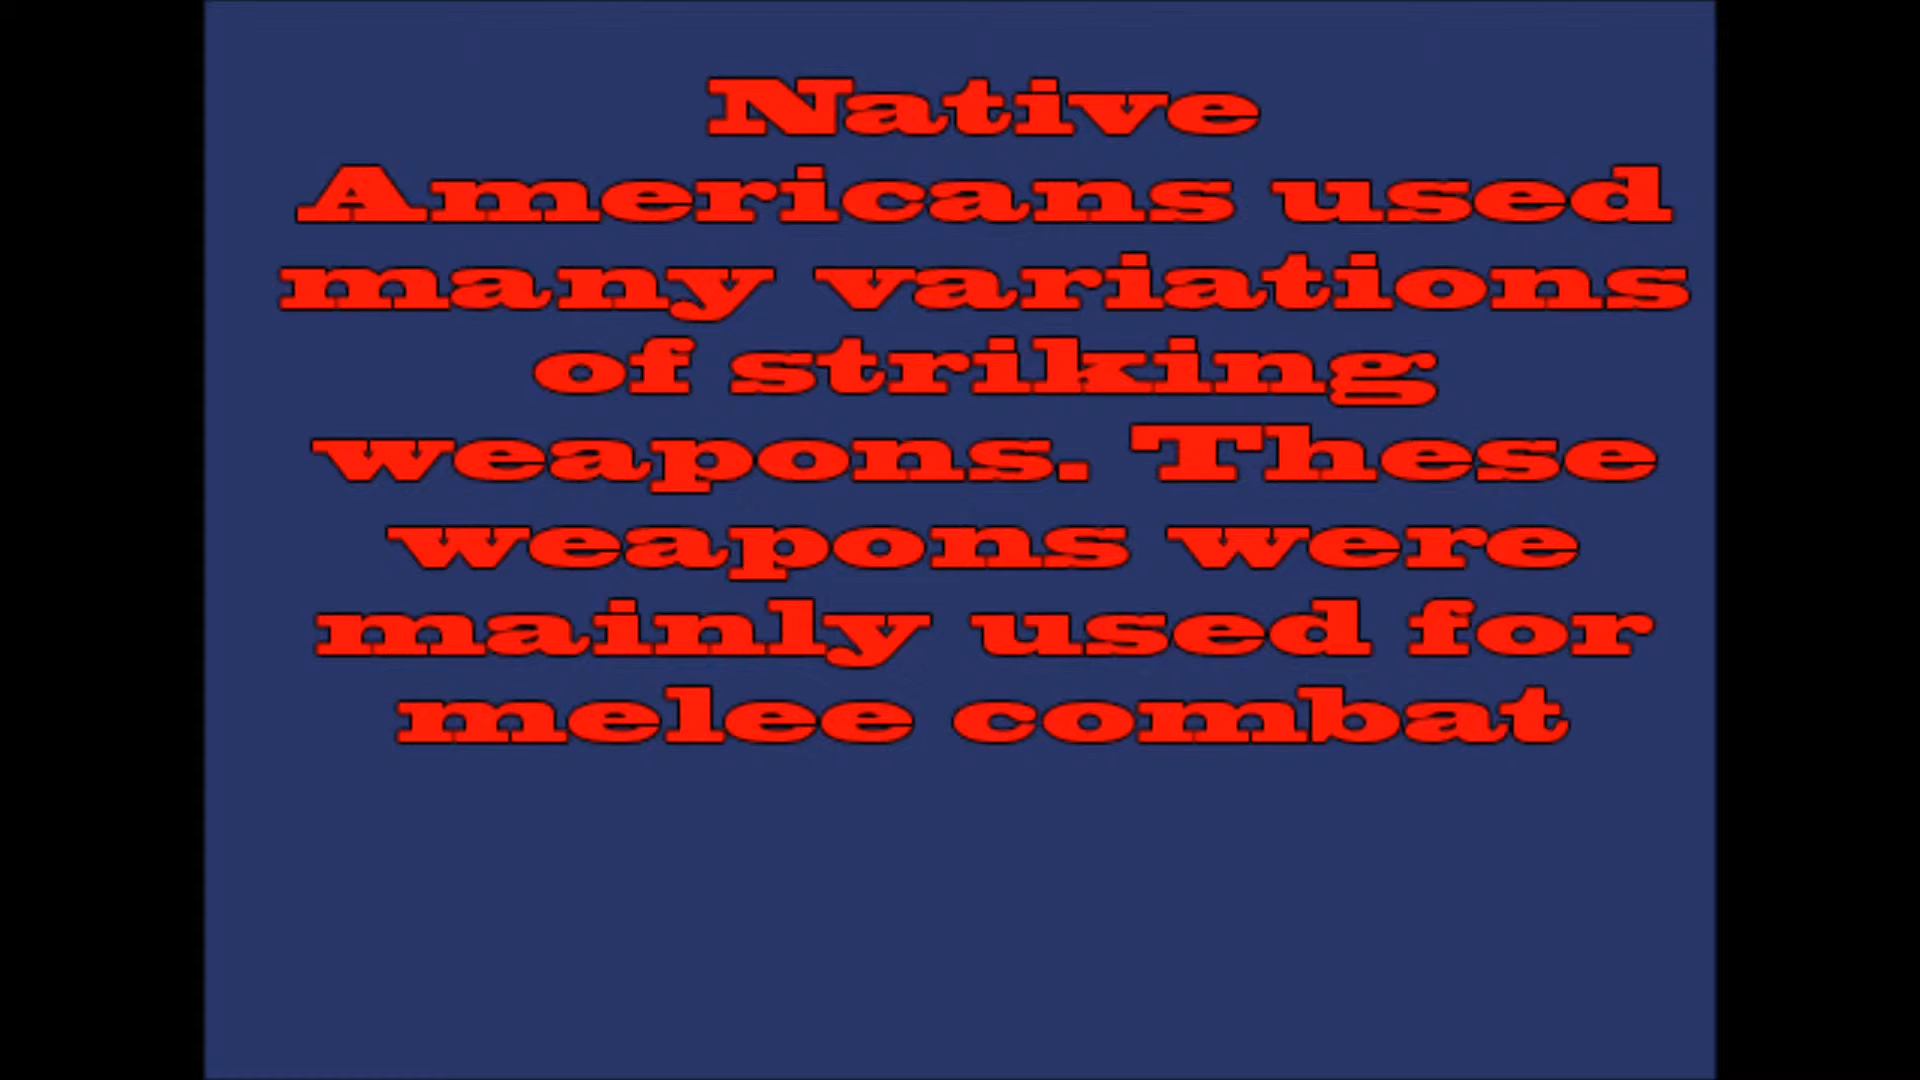 Native
Americans used
many variations
of striking
weapons. These
weapons were
mainly used for
melee combat